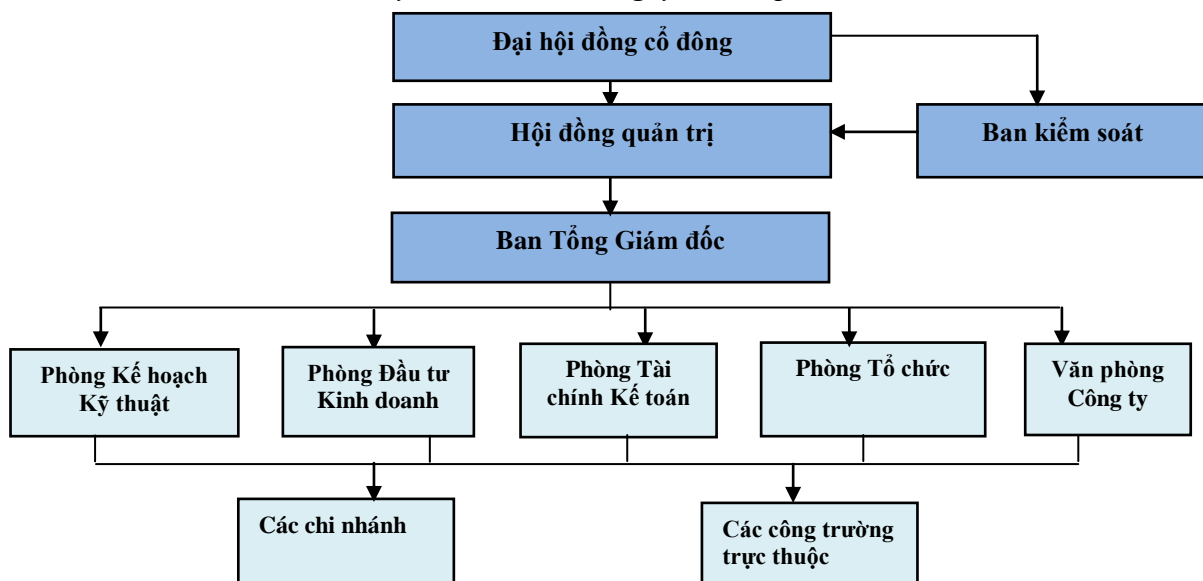 Đại hội đồng cổ đông
Hội đồng quản trị
Ban kiểm soát
Ban Tổng Giám đốc
Phòng Kế hoạch
Kỹ thuật
Phòng Đầu tư
Kinh doanh
Phòng Tài
chính Kế toán
Phòng Tổ chức
Văn phòng
Công ty
Các chi nhánh
Các công trường
trực thuộc